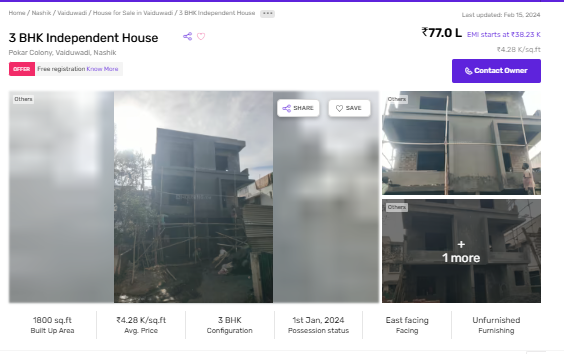 Home / Nashik / Vaiduwadi / House for Sale in Vaiduwadi / 3 BHK Independent House
Last updated: Feb 15, 2024
3 BHK Independent House
₹77.0 L EMI starts at ₹38.23 K
Pokar Colony, Vaiduwadi, Nashik
₹4.28 K/sq.ft
OFFER Free registration Know More
Contact Owner
Others
SHARE
SAVE
Others
Others
+
1 more
1800 sq.ft
Built Up Area
₹4.28 K/sq.ft
Avg. Price
3 BHK
Configuration
1st Jan, 2024
Possession status
East facing
Facing
Unfurnished
Furnishing